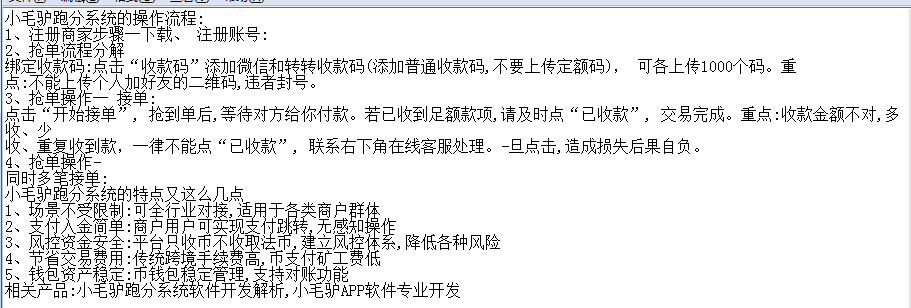 小毛驴跑分系统的操作流程:
1、注册商家步骤一下载、 注册账号:
2、抢单流程分解
绑定收款码:点击“收款码”添加微信和转转收款码(添加普通收款码,不要上传定额码)， 可各上传1000个码。重
点:不能上传个人加好友的二维码,违者封号。
3、抢单操作一 接单:
点击“开始接单”, 抢到单后,等待对方给你付款。若已收到足额款项,请及时点“已收款”, 交易完成。重点:收款金额不对,多
收、少
收、重复收到款，一律不能点“已收款”, 联系右下角在线客服处理。-旦点击,造成损失后果自负。
4、抢单操作-
同时多笔接单:
小毛驴跑分系统的特点又这么几点
1、场景不受限制:可全行业对接,适用于各类商户群体
2、支付入金简单:商户用户可实现支付跳转,无感知操作
3、风控资金安全:平台只收币不收取法币,建立风控体系,降低各种风险
4、节省交易费用:传统跨境手续费高,币支付矿工费低
5、钱包资产稳定:币钱包稳定管理,支持对账功能
相关产品:小毛驴跑分系统软件开发解析,小毛驴APP软件专业开发